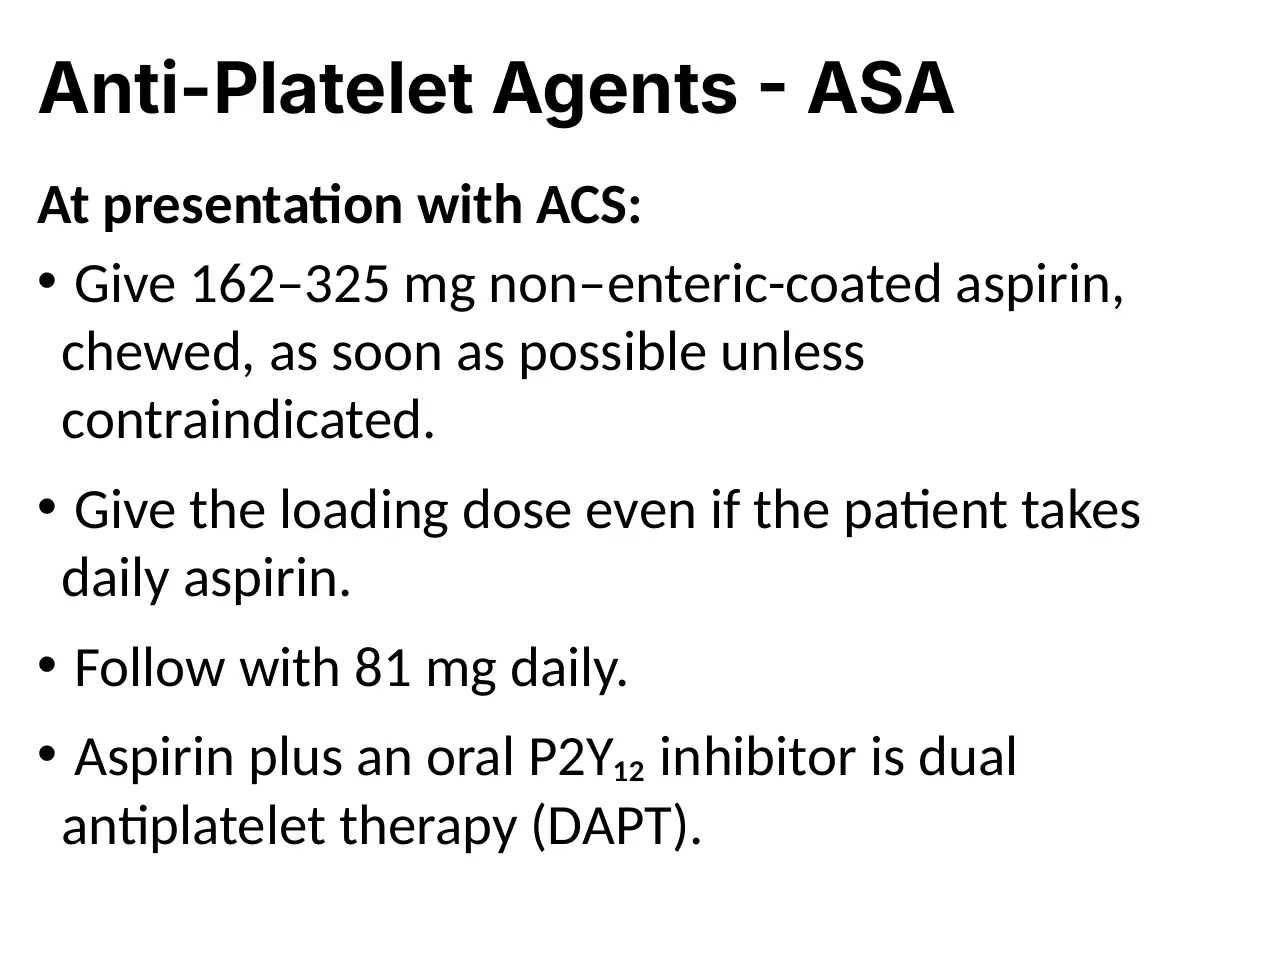 Anti-Platelet Agents - ASA
At presentation with ACS:
• Give 162–325 mg non–enteric-coated aspirin,
chewed, as soon as possible unless
contraindicated.
• Give the loading dose even if the patient takes
daily aspirin.
• Follow with 81 mg daily.
• Aspirin plus an oral P2Y₁₂ inhibitor is dual
antiplatelet therapy (DAPT).